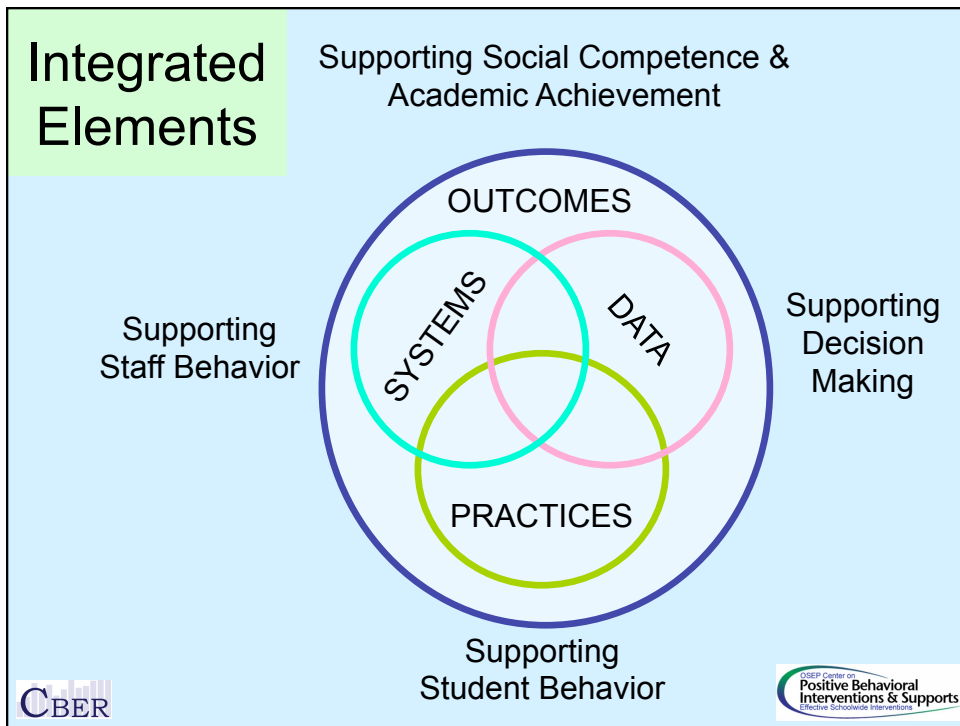 Integrated
Elements
Supporting Social Competence &
Academic Achievement
OUTCOMES
SYSTEMS
DATA
Supporting
Staff Behavior
Supporting
Decision
Making
PRACTICES
Supporting
Student Behavior
CBER
OSEP Center on
Positive Behavioral
Interventions & Supports
Effective Schoolwide Interventions